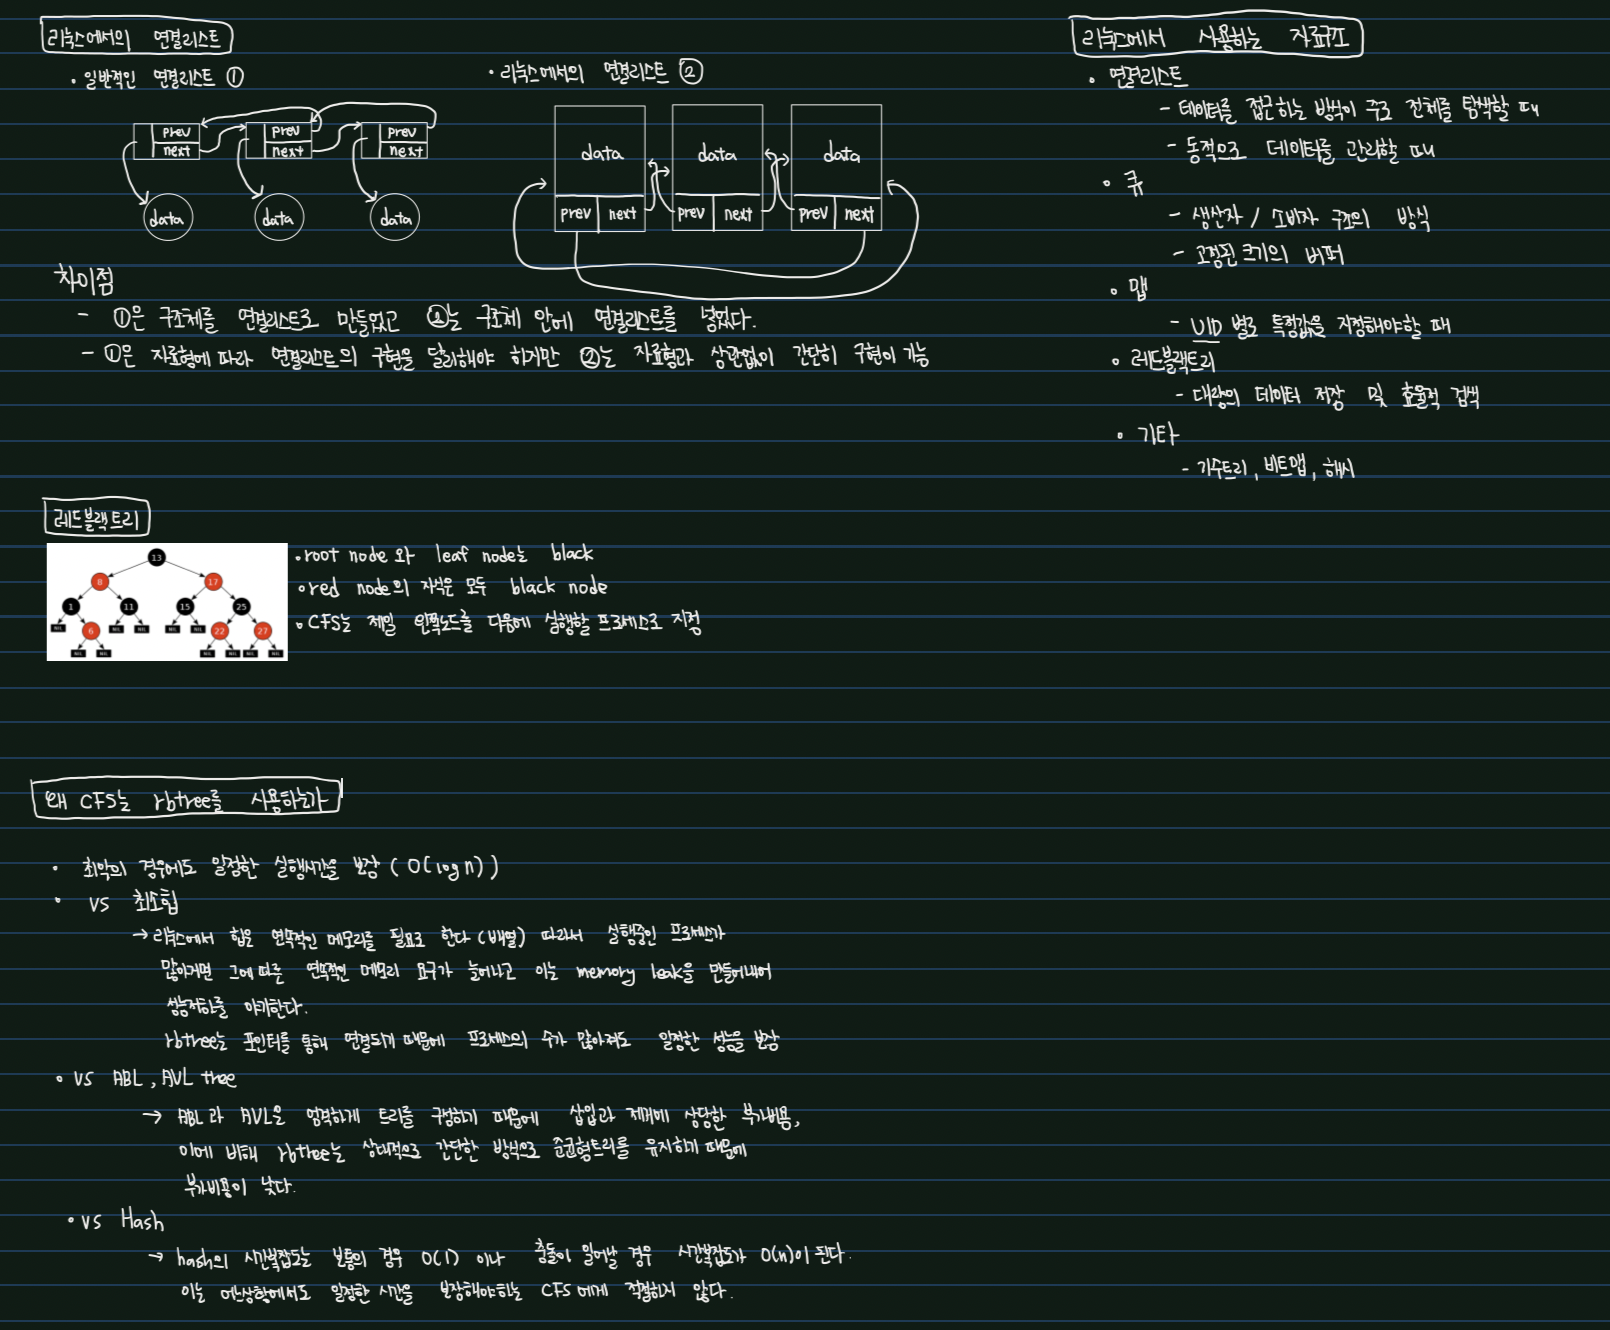 리눅스에서의 연결리스트
• 일반적인 연결리스트 ①
prev
next
prev
next
prev
next
data
data
data
• 리눅스에서의 연결리스트 ②
data
data
data
prev next
prev next
prev next
차이점
- ①은 구조체를 연결리스트로 만들었고 ②는 구조체 안에 연결리스트를 넣었다.
- ①은 자료형에 따라 연결리스트의 구현을 달리해야 하지만 ②는 자료형과 상관없이 간단히 구현이 가능
리눅스에서 사용하는 자료구조
• 연결리스트
- 데이터를 접근하는 방식이 주로 전체를 탐색할 때
- 동적으로 데이터를 관리할 때
• 큐
- 생산자 / 소비자 구조의 방식
- 고정된 크기의 버퍼
• 맵
- UID 별로 특정값을 지정해야할 때
• 레드블랙트리
- 대량의 데이터 저장 및 효율적 검색
• 기타
- 기수트리, 비트맵, 해시
레드블랙트리
13
8 17
1 11 15 25
NIL 6 NIL NIL NIL NIL 22 27
NIL NIL NIL NIL NIL NIL
• root node와 leaf node는 black
• red node의 자식은 모두 black node
• CFS는 제일 왼쪽노드를 다음에 실행할 프로세스로 지정
왜 CFS는 rbtree를 사용하는가
• 최악의 경우에도 일정한 실행시간을 보장 (O(log n))
• vs 최소힙
→ 리눅스에서 힙은 연속적인 메모리를 필요로 한다 (배열) 따라서 실행중인 프로세스가
많아지면 그에 따른 연속적인 메모리 요구가 늘어나고 이는 memory leak을 만들어내어
성능저하를 야기한다.
rbtree는 포인터를 통해 연결되기 때문에 프로세스의 수가 많아져도 일정한 성능을 보장
• vs ABL, AVL tree
→ ABL과 AVL은 엄격하게 트리를 구성하기 때문에 삽입과 제거에 상당한 부가비용,
이에 비해 rbtree는 상대적으로 간단한 방식으로 준균형트리를 유지하기 때문에
부가비용이 낮다.
• vs Hash
→ hash의 시간복잡도는 보통의 경우 O(1) 이나 충돌이 일어날 경우 시간복잡도가 O(n)이 된다.
이는 어느상황에서도 일정한 시간을 보장해야하는 CFS에게 적절하지 않다.